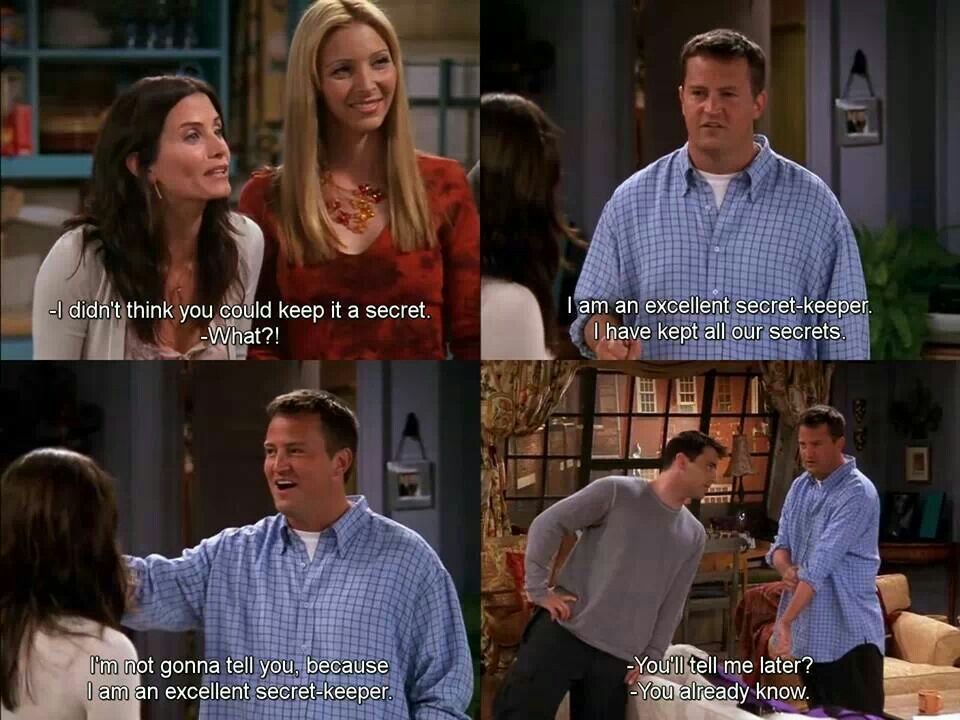 -I didn't think you could keep it a secret.
-What?!
I am an excellent secret-keeper.
I have kept all our secrets.
I'm not gonna tell you, because
I am an excellent secret-keeper.
-You'll tell me later?
-You already know.